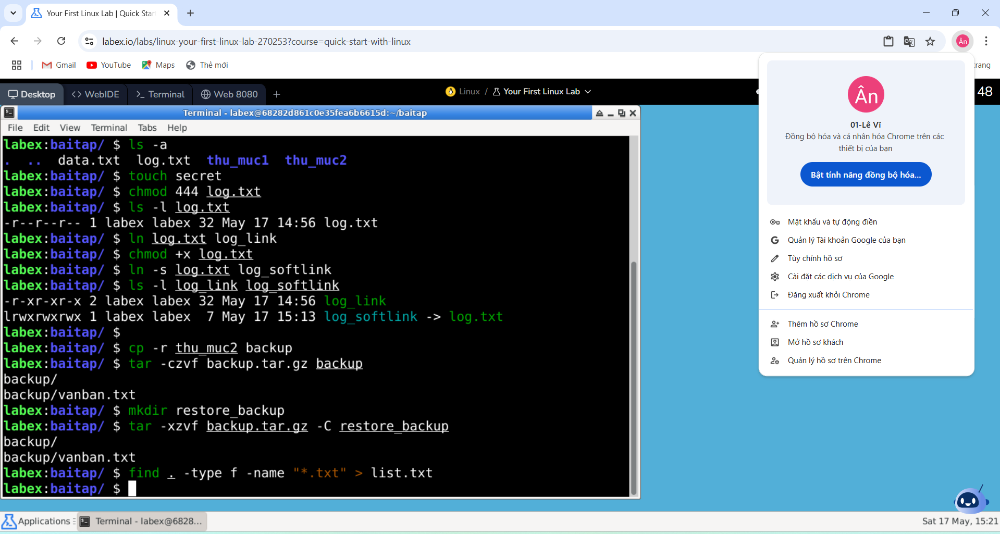 Your First Linux Lab | Quick Star
labex.io/labs/linux-your-first-linux-lab-270253?course=quick-start-with-linux
Ân
Gmail
YouTube
Maps
Thẻ mới
trang
Desktop
WebIDE
Terminal
Web 8080
Linux / Your First Linux Lab
48
Terminal - labex@68282d861c0e35fea6b6615d:~/baitap
File Edit View Terminal Tabs Help
labex:baitap/ $ ls -a
. .. data.txt log.txt thu_muc1 thu_muc2
labex:baitap/ $ touch secret
labex:baitap/ $ chmod 444 log.txt
labex:baitap/ $ ls -l log.txt
-r--r--r-- 1 labex labex 32 May 17 14:56 log.txt
labex:baitap/ $ ln log.txt log_link
labex:baitap/ $ chmod +x log.txt
labex:baitap/ $ ln -s log.txt log_softlink
labex:baitap/ $ ls -l log_link log_softlink
-r-xr-xr-x 2 labex labex 32 May 17 14:56 log_link
lrwxrwxrwx 1 labex labex 7 May 17 15:13 log_softlink -> log.txt
labex:baitap/ $
labex:baitap/ $ cp -r thu_muc2 backup
labex:baitap/ $ tar -czvf backup.tar.gz backup
backup/
backup/vanban.txt
labex:baitap/ $ mkdir restore_backup
labex:baitap/ $ tar -xzvf backup.tar.gz -C restore_backup
backup/
backup/vanban.txt
labex:baitap/ $ find . -type f -name "*.txt" > list.txt
labex:baitap/ $
Ân
01-Lê Vĩ
Đồng bộ hóa và cá nhân hóa Chrome trên các
thiết bị của bạn
Bật tính năng đồng bộ hóa...
Mật khẩu và tự động điền
Quản lý Tài khoản Google của bạn
Tùy chỉnh hồ sơ
Cài đặt các dịch vụ của Google
Đăng xuất khỏi Chrome
Thêm hồ sơ Chrome
Mở hồ sơ khách
Quản lý hồ sơ trên Chrome
Applications
Terminal - labex@6828...
Sat 17 May, 15:21